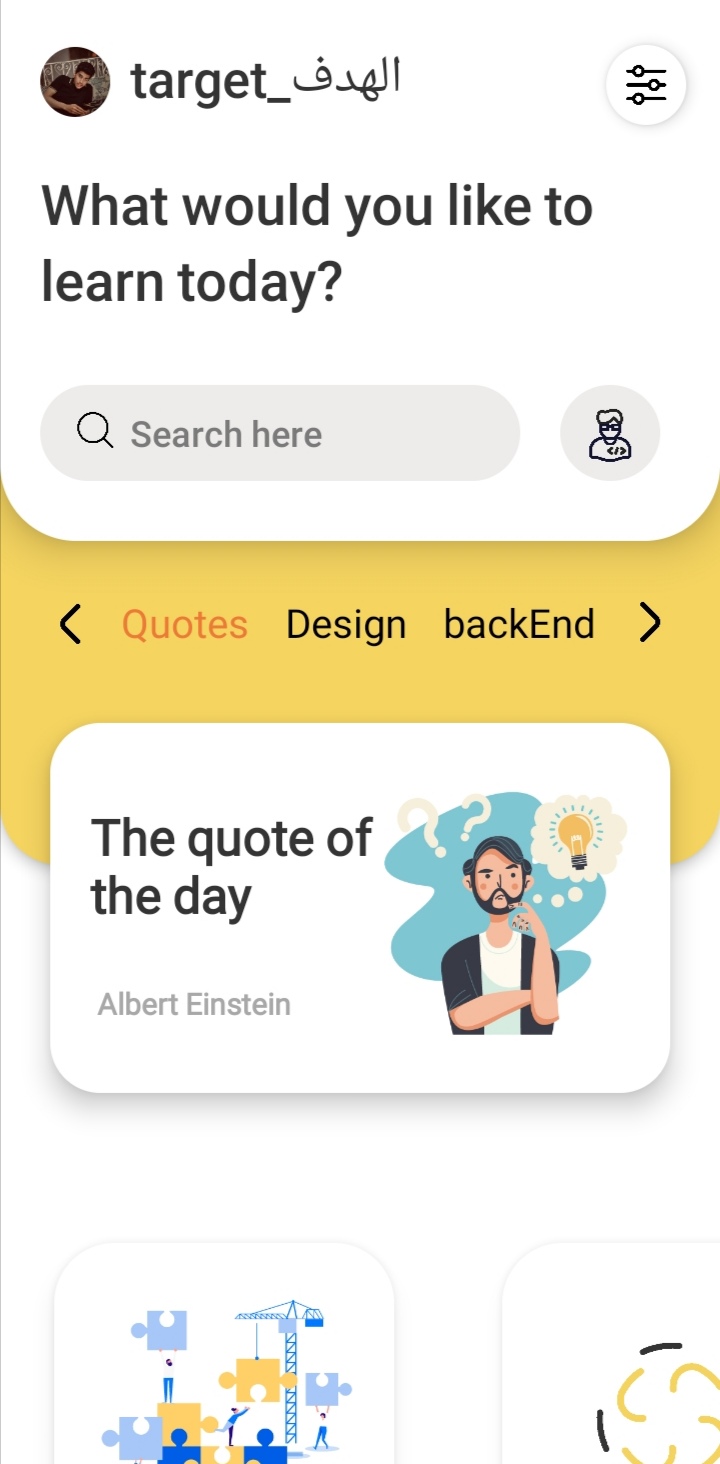 target_الهدف
What would you like to
learn today?
Search here
</>
Quotes Design backEnd
The quote of
the day
Albert Einstein